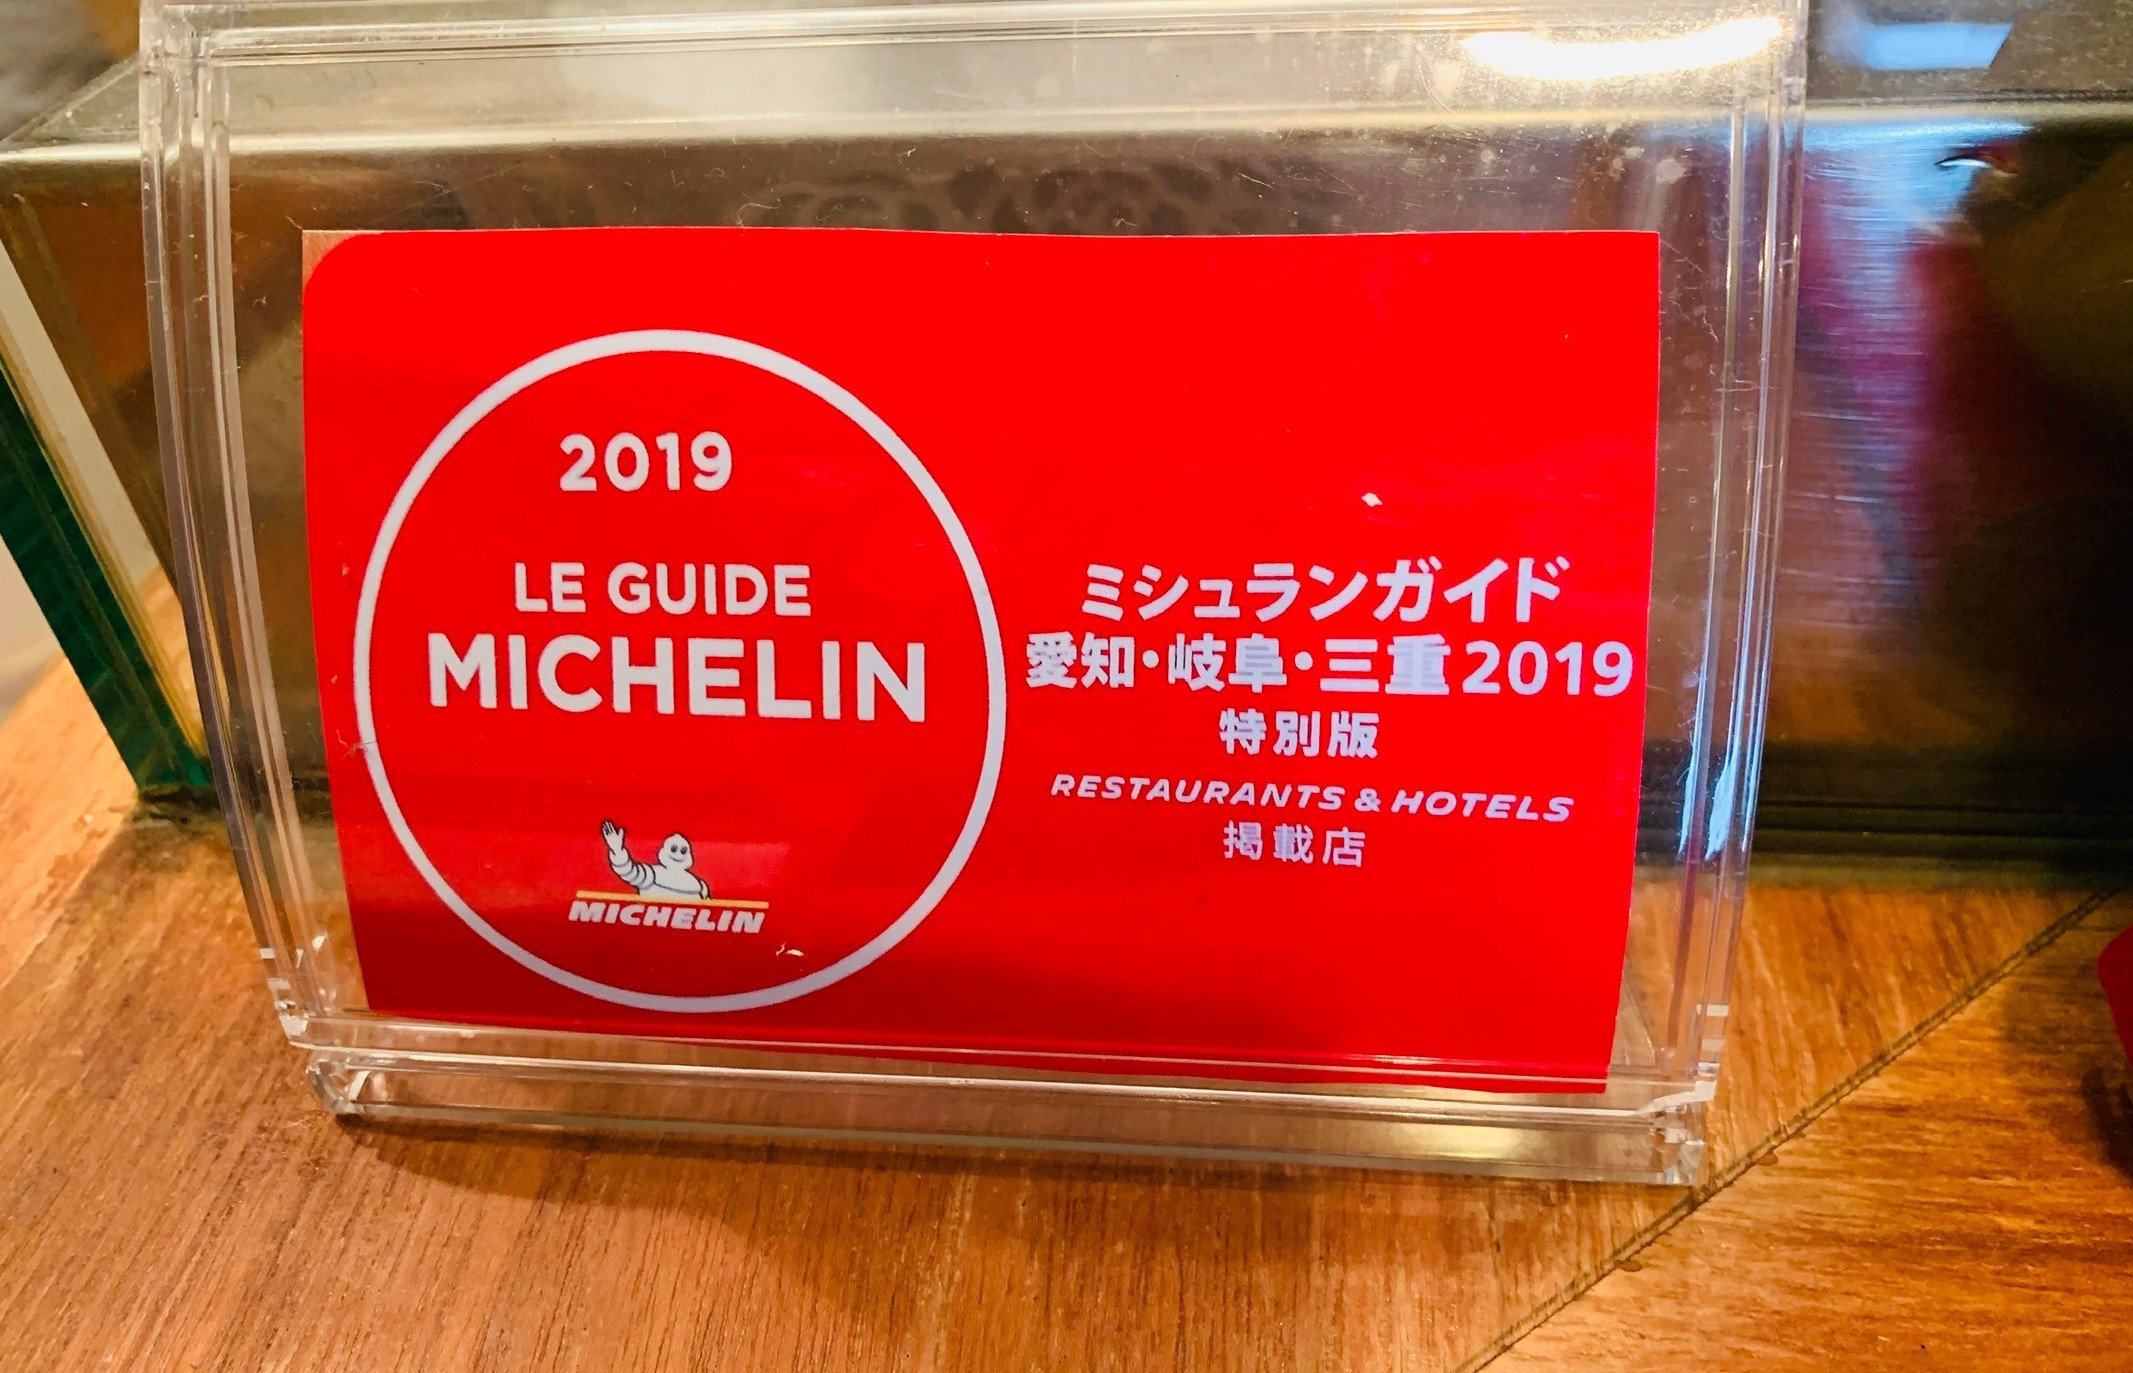 2019
LE GUIDE
MICHELIN
MICHELIN
ミシュランガイド
愛知・岐阜・三重2019
特別版
RESTAURANTS & HOTELS
掲載店